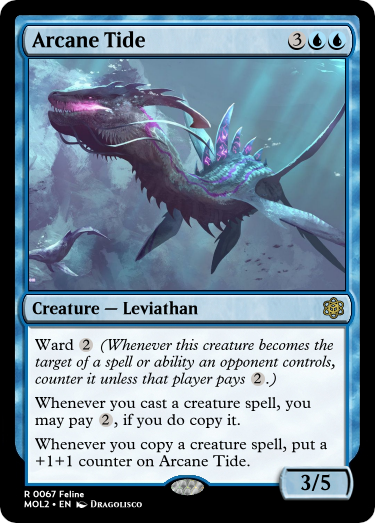 Arcane Tide 3
Creature — Leviathan
Ward 2 (Whenever this creature becomes the
target of a spell or ability an opponent controls,
counter it unless that player pays 2.)
Whenever you cast a creature spell, you
may pay 2, if you do copy it.
Whenever you copy a creature spell, put a
+1+1 counter on Arcane Tide.
3/5
R 0067 Feline
MOL2 • EN Dragolisco